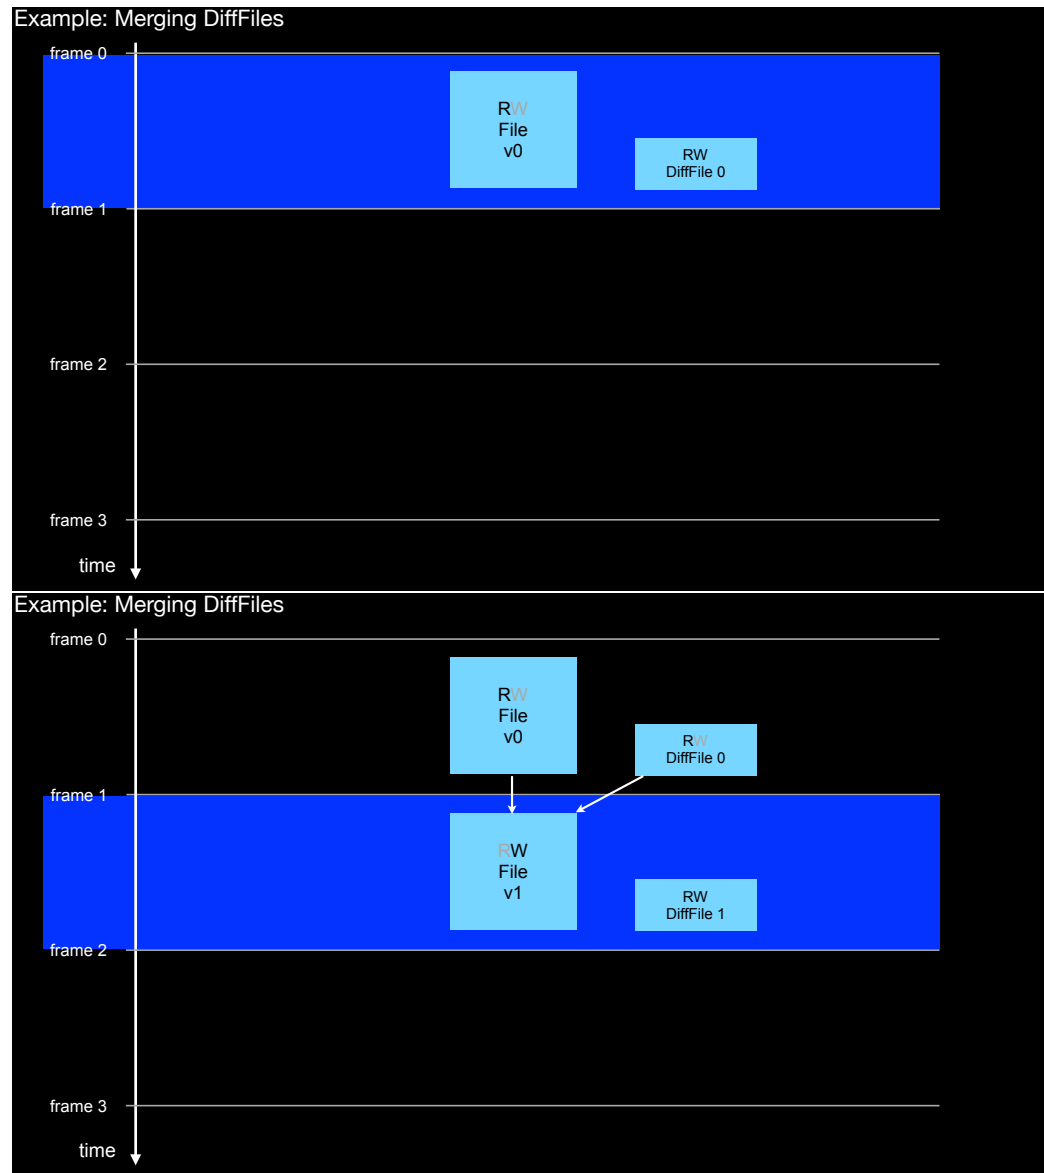 Example: Merging DiffFiles
frame 0
RW
File
v0
RW
DiffFile 0
frame 1
frame 2
frame 3
time
Example: Merging DiffFiles
frame 0
RW
File
v0
RW
DiffFile 0
frame 1
RW
File
v1
RW
DiffFile 1
frame 2
frame 3
time